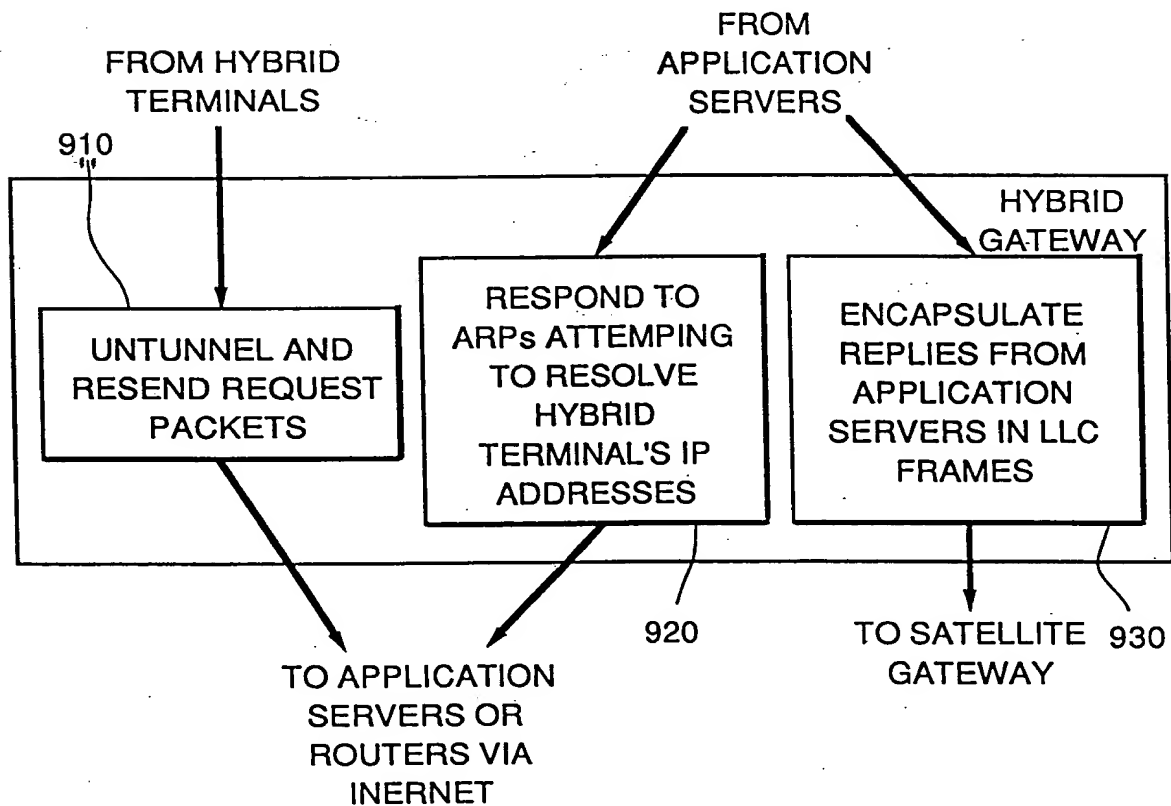 FROM HYBRID
TERMINALS
FROM
APPLICATION
SERVERS
910
HYBRID
GATEWAY
UNTUNNEL AND
RESEND REQUEST
PACKETS
RESPOND TO
ARPs ATTEMPING
TO RESOLVE
HYBRID
TERMINAL'S IP
ADDRESSES
ENCAPSULATE
REPLIES FROM
APPLICATION
SERVERS IN LLC
FRAMES
920
930
TO APPLICATION
SERVERS OR
ROUTERS VIA
INERNET
TO SATELLITE
GATEWAY